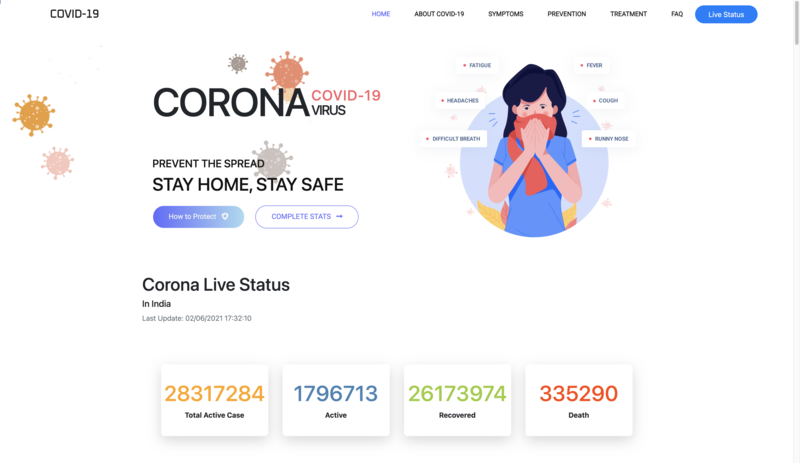 COVID-19
HOME ABOUT COVID-19 SYMPTOMS PREVENTION TREATMENT FAQ Live Status
CORONA COVID-19
VIRUS
PREVENT THE SPREAD
STAY HOME, STAY SAFE
How to Protect COMPLETE STATS
FATIGUE FEVER
HEADACHES COUGH
DIFFICULT BREATH RUNNY NOSE
Corona Live Status
In India
Last Update: 02/06/2021 17:32:10
28317284 1796713 26173974 335290
Total Active Case Active Recovered Death